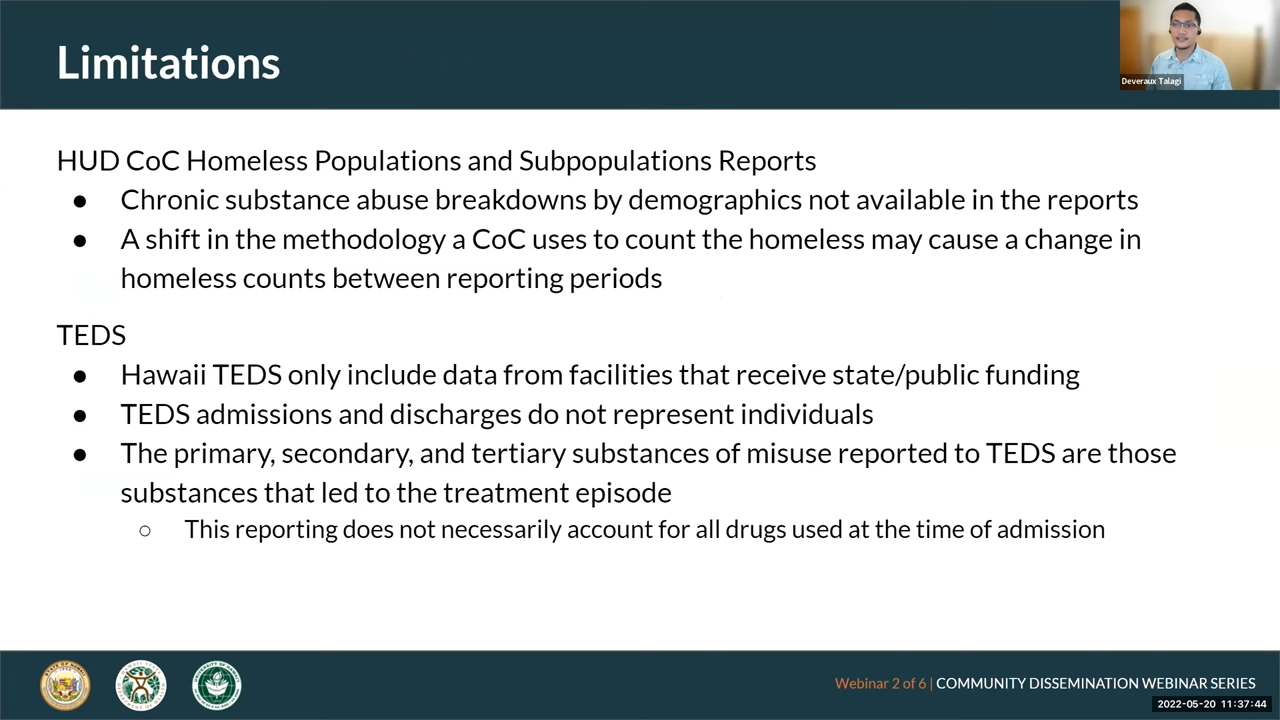 Limitations
Deveraux Talagi
HUD CoC Homeless Populations and Subpopulations Reports
● Chronic substance abuse breakdowns by demographics not available in the reports
● A shift in the methodology a CoC uses to count the homeless may cause a change in
homeless counts between reporting periods
TEDS
● Hawaii TEDS only include data from facilities that receive state/public funding
● TEDS admissions and discharges do not represent individuals
● The primary, secondary, and tertiary substances of misuse reported to TEDS are those
substances that led to the treatment episode
○ This reporting does not necessarily account for all drugs used at the time of admission
Webinar 2 of 6 | COMMUNITY DISSEMINATION WEBINAR SERIES
2022-05-20 11:37:44